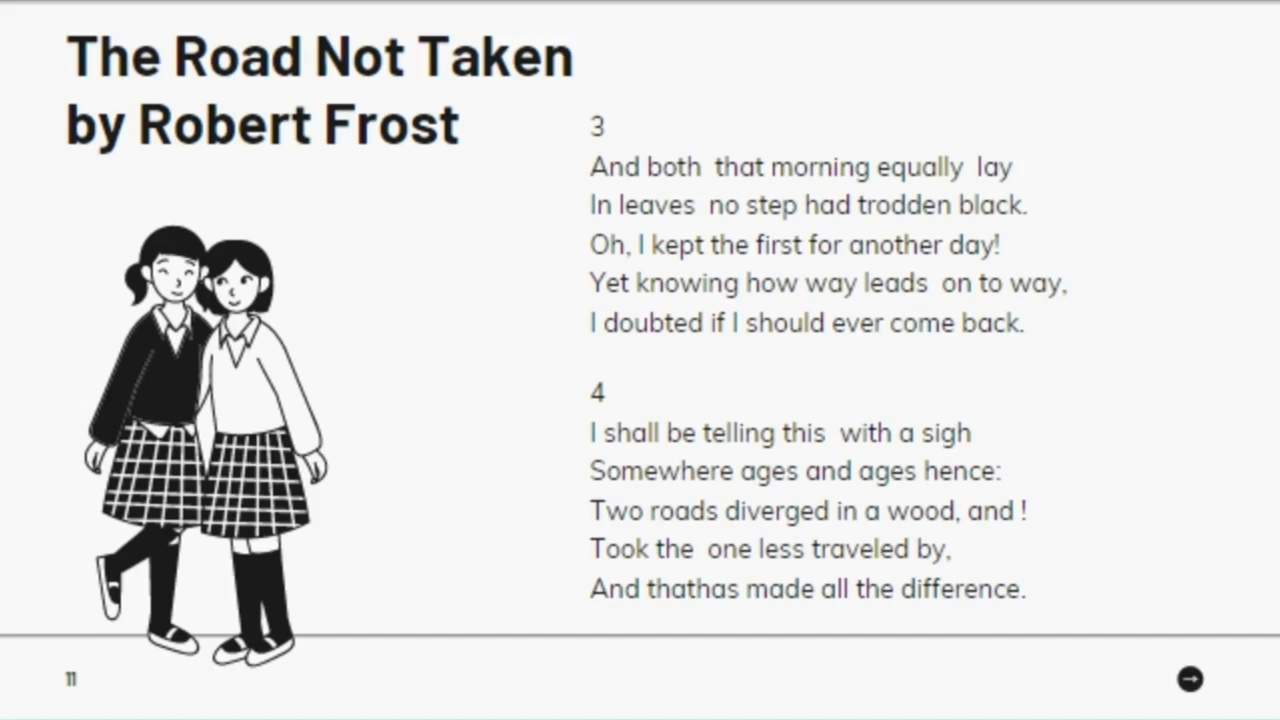 The Road Not Taken
by Robert Frost
3
And both that morning equally lay
In leaves no step had trodden black.
Oh, I kept the first for another day!
Yet knowing how way leads on to way,
I doubted if I should ever come back.
4
I shall be telling this with a sigh
Somewhere ages and ages hence:
Two roads diverged in a wood, and !
Took the one less traveled by,
And thathas made all the difference.
11